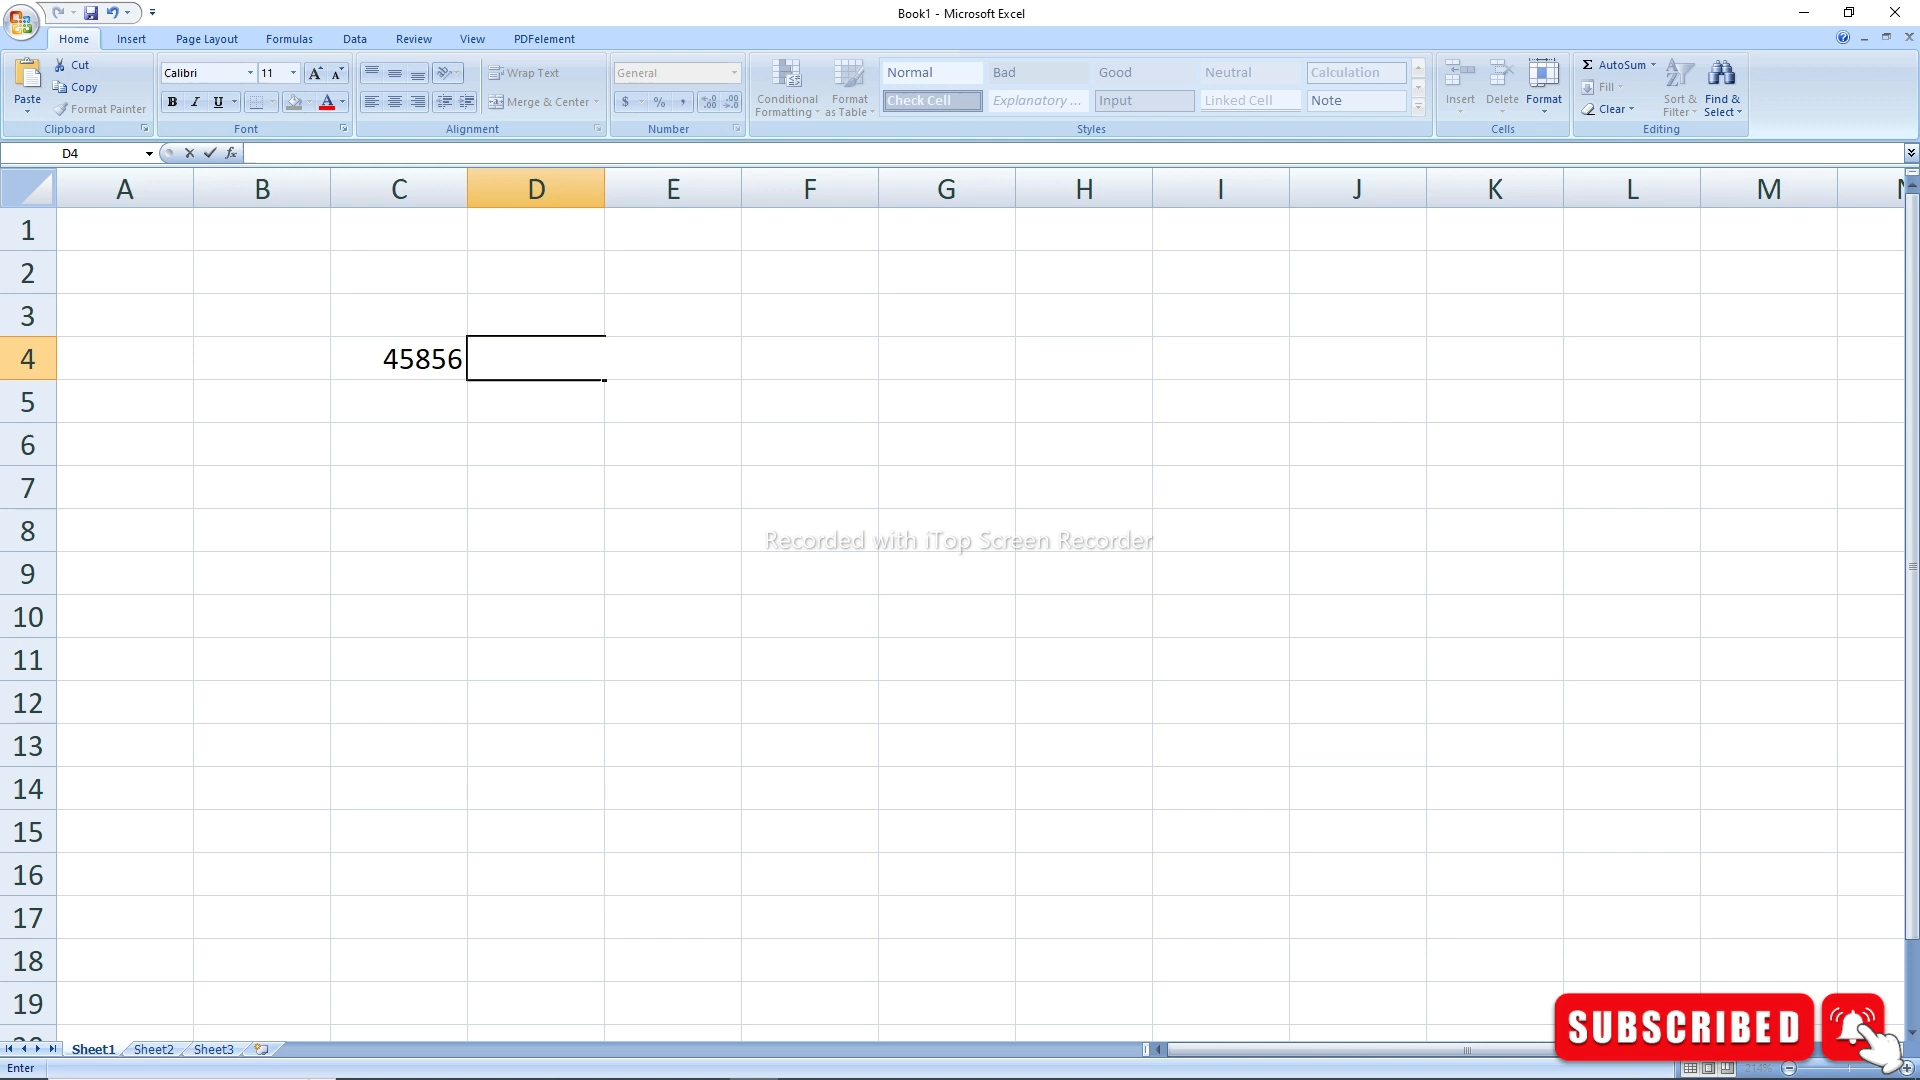 Book1 - Microsoft Excel
Home Insert Page Layout Formulas Data Review View PDFelement
Paste
Cut
Copy
Format Painter
Clipboard
Calibri 11
B I U
Font
Wrap Text
Merge & Center
Alignment
General
$ % ,
Number
Conditional Formatting
Format as Table
Normal Bad Good Neutral Calculation
Check Cell Explanatory ... Input Linked Cell Note
Styles
Insert Delete Format
Cells
Σ AutoSum
Fill
Clear
Sort & Filter
Find & Select
Editing
D4 fx
A B C D E F G H I J K L M
1
2
3
4 45856
5
6
7
8
Recorded with iTop Screen Recorder
9
10
11
12
13
14
15
16
17
18
19
SUBSCRIBED
Sheet1 Sheet2 Sheet3
Enter